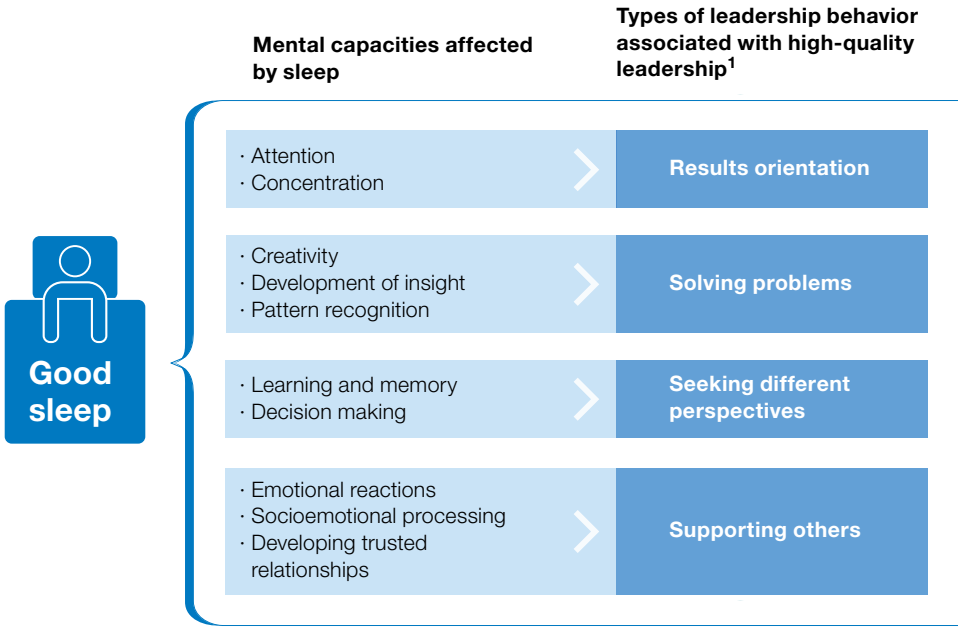 Mental capacities affected
by sleep
Types of leadership behavior
associated with high-quality
leadership¹
Good
sleep
· Attention
· Concentration
Results orientation
· Creativity
· Development of insight
· Pattern recognition
Solving problems
· Learning and memory
· Decision making
Seeking different
perspectives
· Emotional reactions
· Socioemotional processing
· Developing trusted
relationships
Supporting others